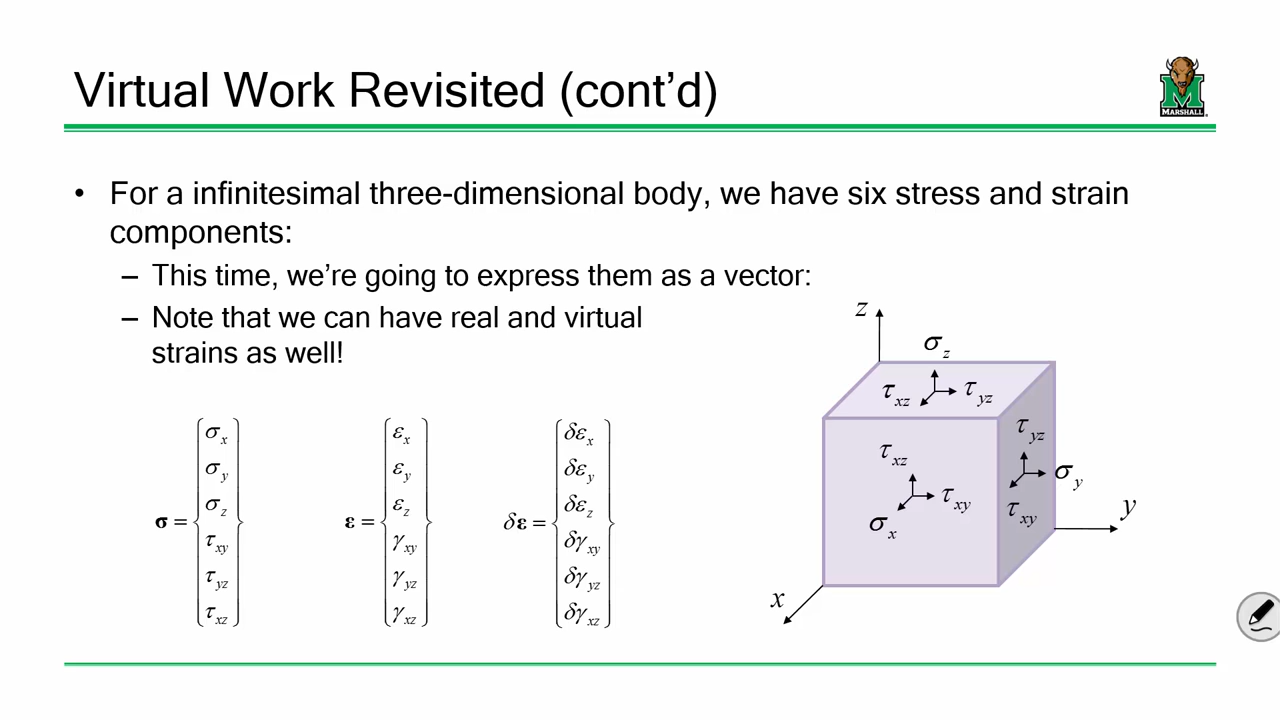 Virtual Work Revisited (cont’d)
MARSHALL
• For a infinitesimal three-dimensional body, we have six stress and strain
components:
– This time, we’re going to express them as a vector:
– Note that we can have real and virtual
strains as well!
σ = { σx σy σz τxy τyz τxz }
ε = { εx εy εz γxy γyz γxz }
δε = { δεx δεy δεz δγxy δγyz δγxz }
z
σz
τxz τyz
τyz
τxz
σy
τxy
τxy
σx
y
x